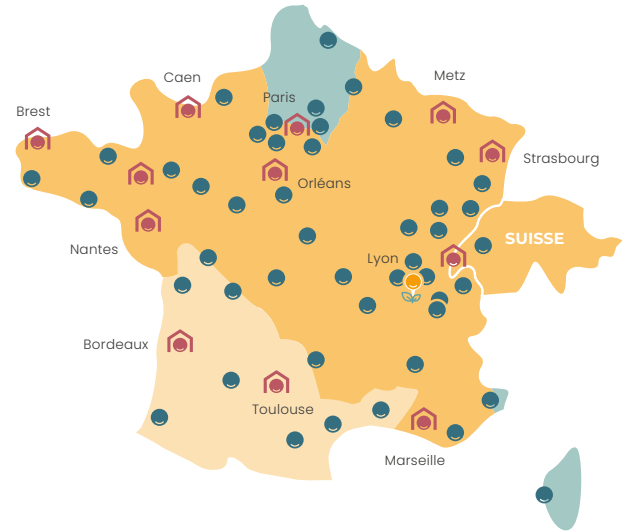 Caen
Metz
Paris
Brest
Strasbourg
Orléans
SUISSE
Nantes
Lyon
Bordeaux
Toulouse
Marseille